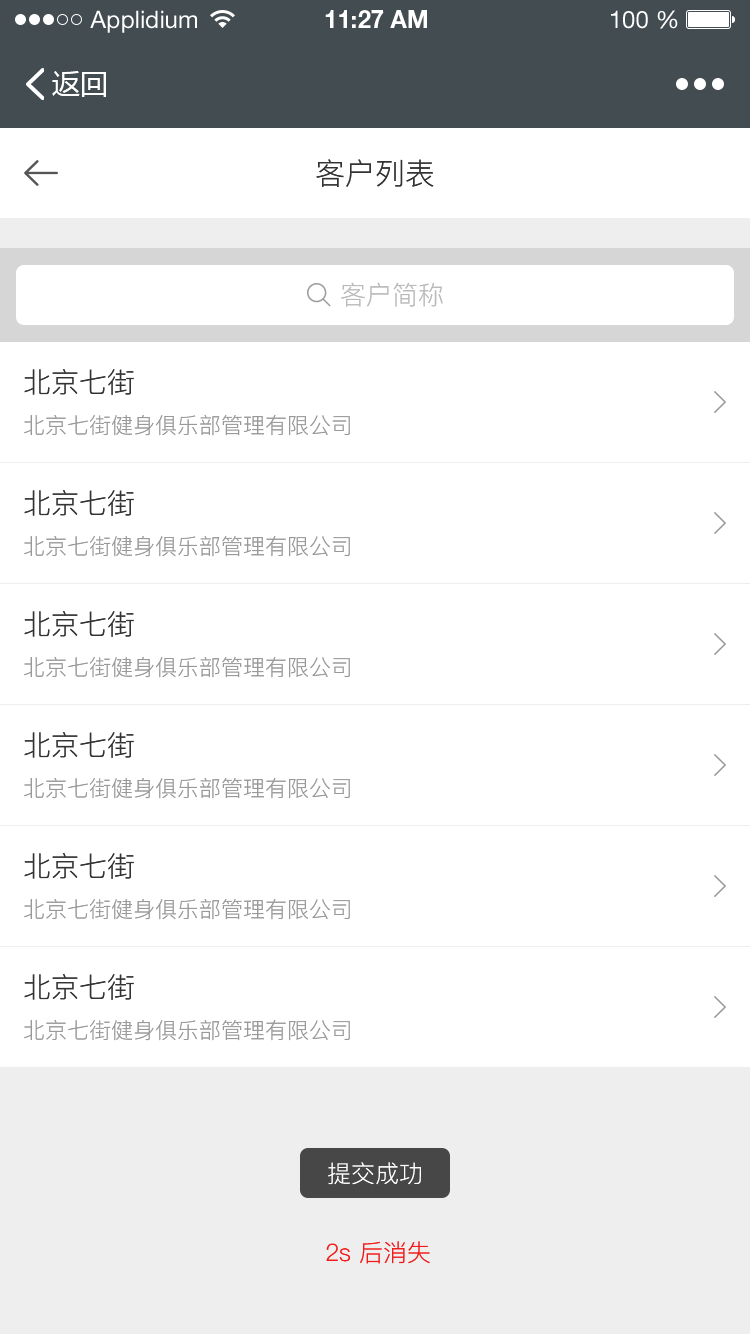 Applidium 11:27 AM 100 %
返回
客户列表
客户简称
北京七街
北京七街健身俱乐部管理有限公司
北京七街
北京七街健身俱乐部管理有限公司
北京七街
北京七街健身俱乐部管理有限公司
北京七街
北京七街健身俱乐部管理有限公司
北京七街
北京七街健身俱乐部管理有限公司
北京七街
北京七街健身俱乐部管理有限公司
提交成功
2s 后消失